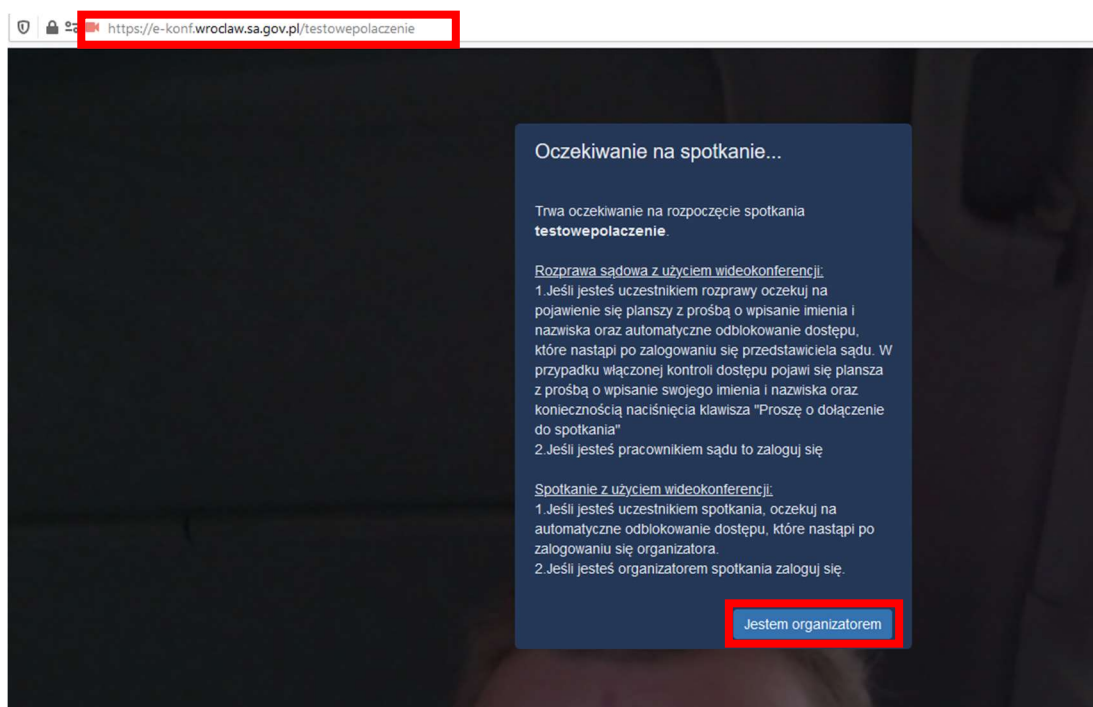 https://e-konf.wroclaw.sa.gov.pl/testowepolaczenie
Oczekiwanie na spotkanie...
Trwa oczekiwanie na rozpoczęcie spotkania
testowepolaczenie.
Rozprawa sądowa z użyciem wideokonferencji:
1.Jeśli jesteś uczestnikiem rozprawy oczekuj na
pojawienie się planszy z prośbą o wpisanie imienia i
nazwiska oraz automatyczne odblokowanie dostępu,
które nastąpi po zalogowaniu się przedstawiciela sądu. W
przypadku włączonej kontroli dostępu pojawi się plansza
z prośbą o wpisanie swojego imienia i nazwiska oraz
koniecznością naciśnięcia klawisza "Proszę o dołączenie
do spotkania"
2.Jeśli jesteś pracownikiem sądu to zaloguj się
Spotkanie z użyciem wideokonferencji:
1.Jeśli jesteś uczestnikiem spotkania, oczekuj na
automatyczne odblokowanie dostępu, które nastąpi po
zalogowaniu się organizatora.
2.Jeśli jesteś organizatorem spotkania zaloguj się.
Jestem organizatorem